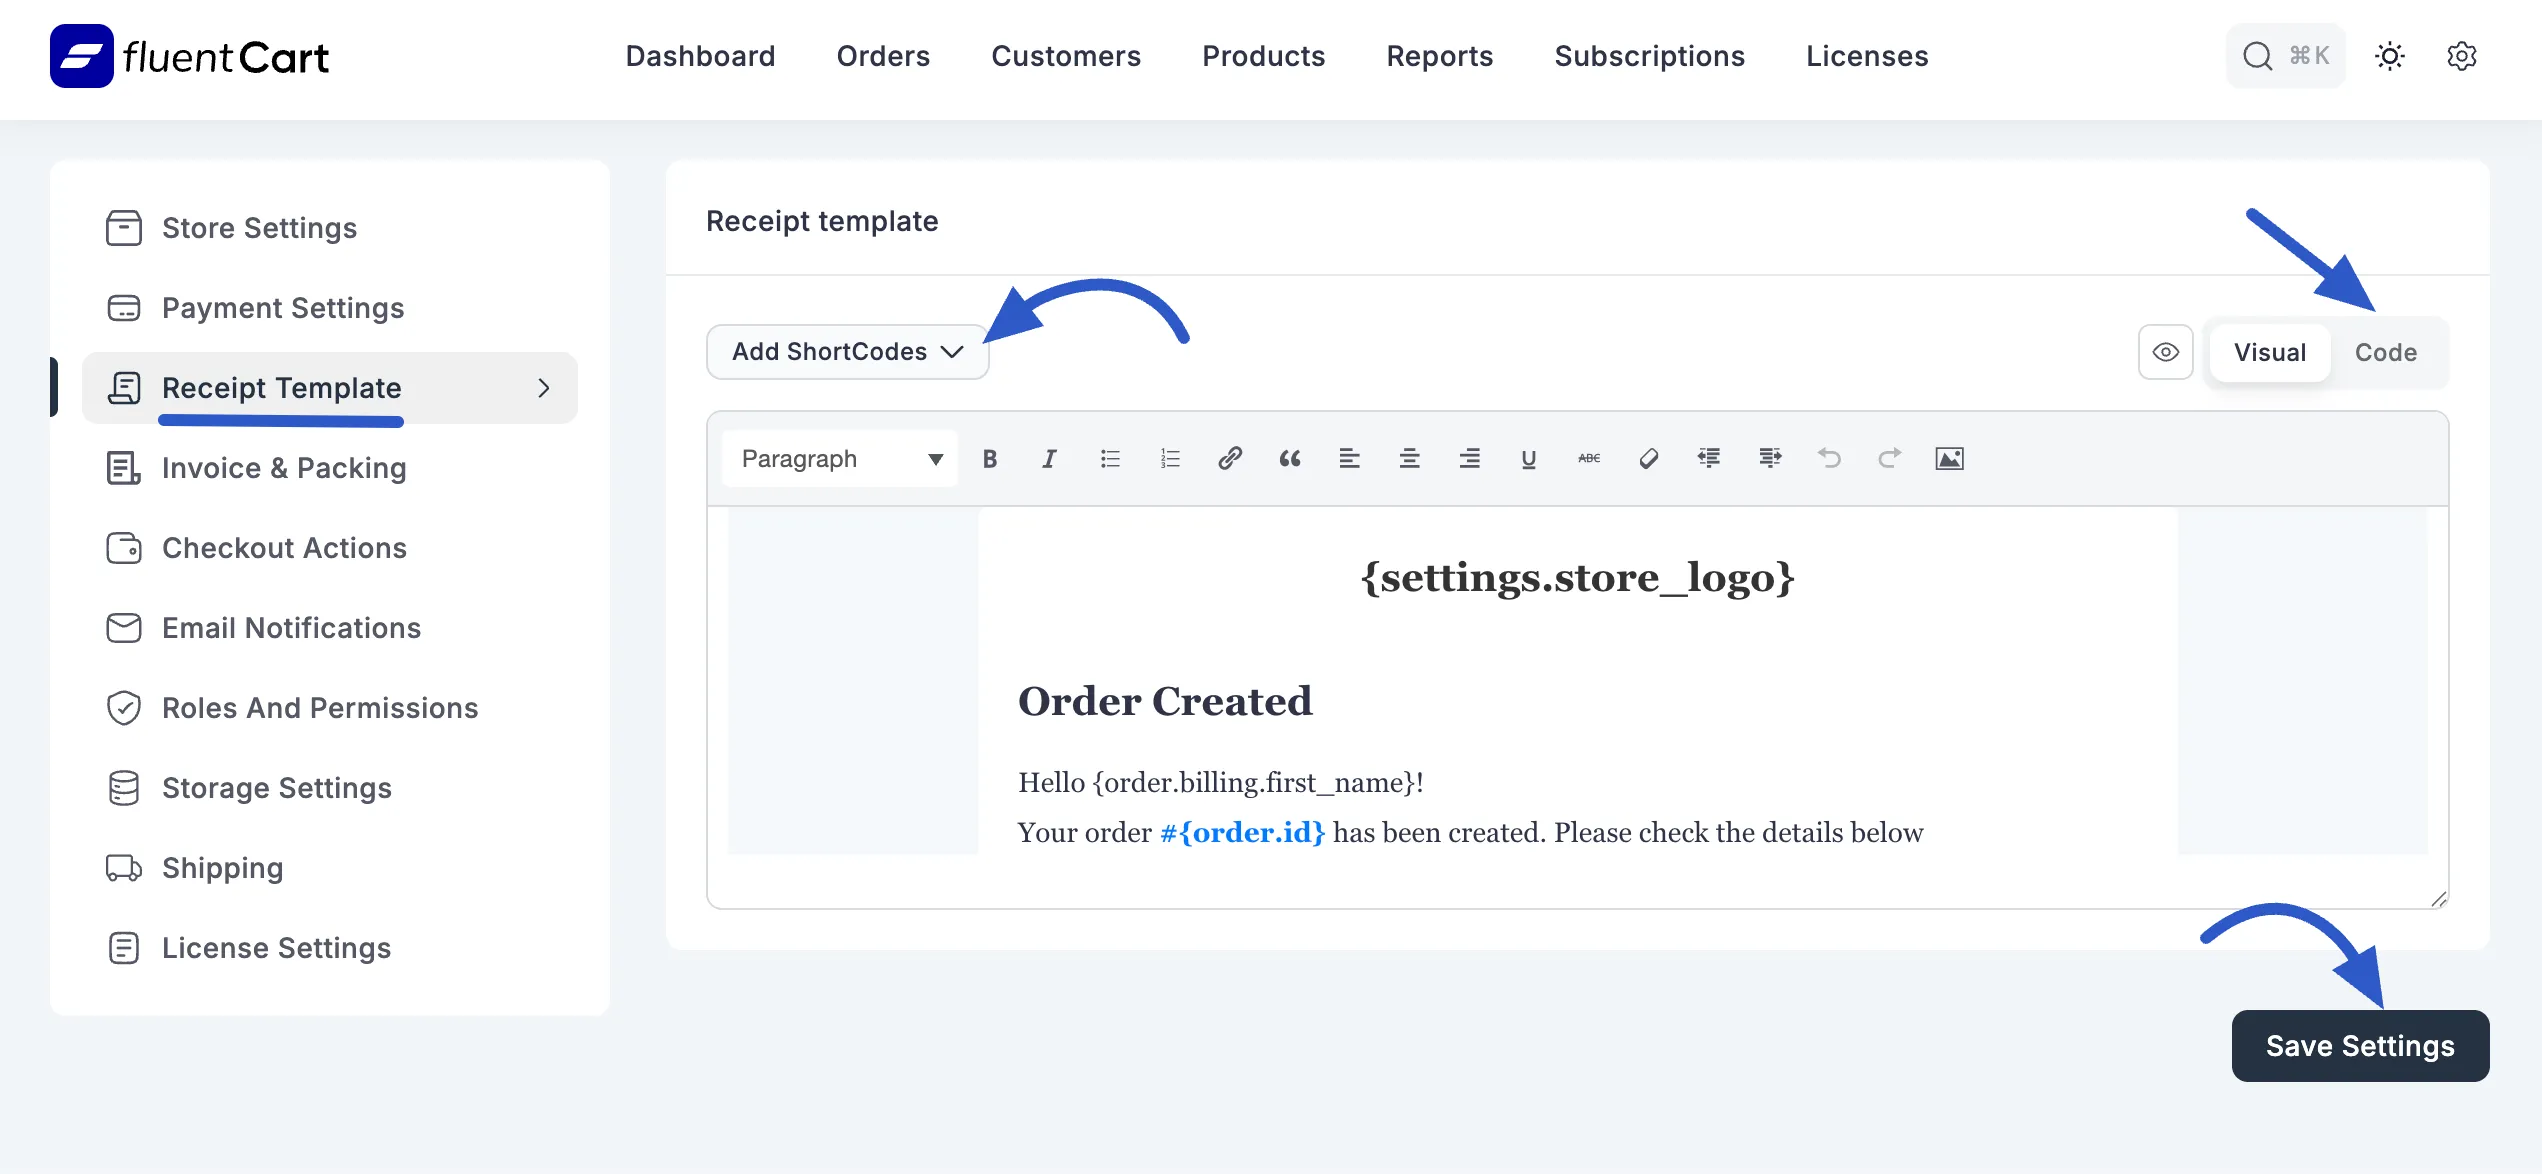 fluentCart
Dashboard
Orders
Customers
Products
Reports
Subscriptions
Licenses
⌘K
Store Settings
Payment Settings
Receipt Template
Invoice & Packing
Checkout Actions
Email Notifications
Roles And Permissions
Storage Settings
Shipping
License Settings
Receipt template
Add ShortCodes
Visual
Code
Paragraph
B
I
U
ABC
{settings.store_logo}
Order Created
Hello {order.billing.first_name}!
Your order #{order.id} has been created. Please check the details below
Save Settings